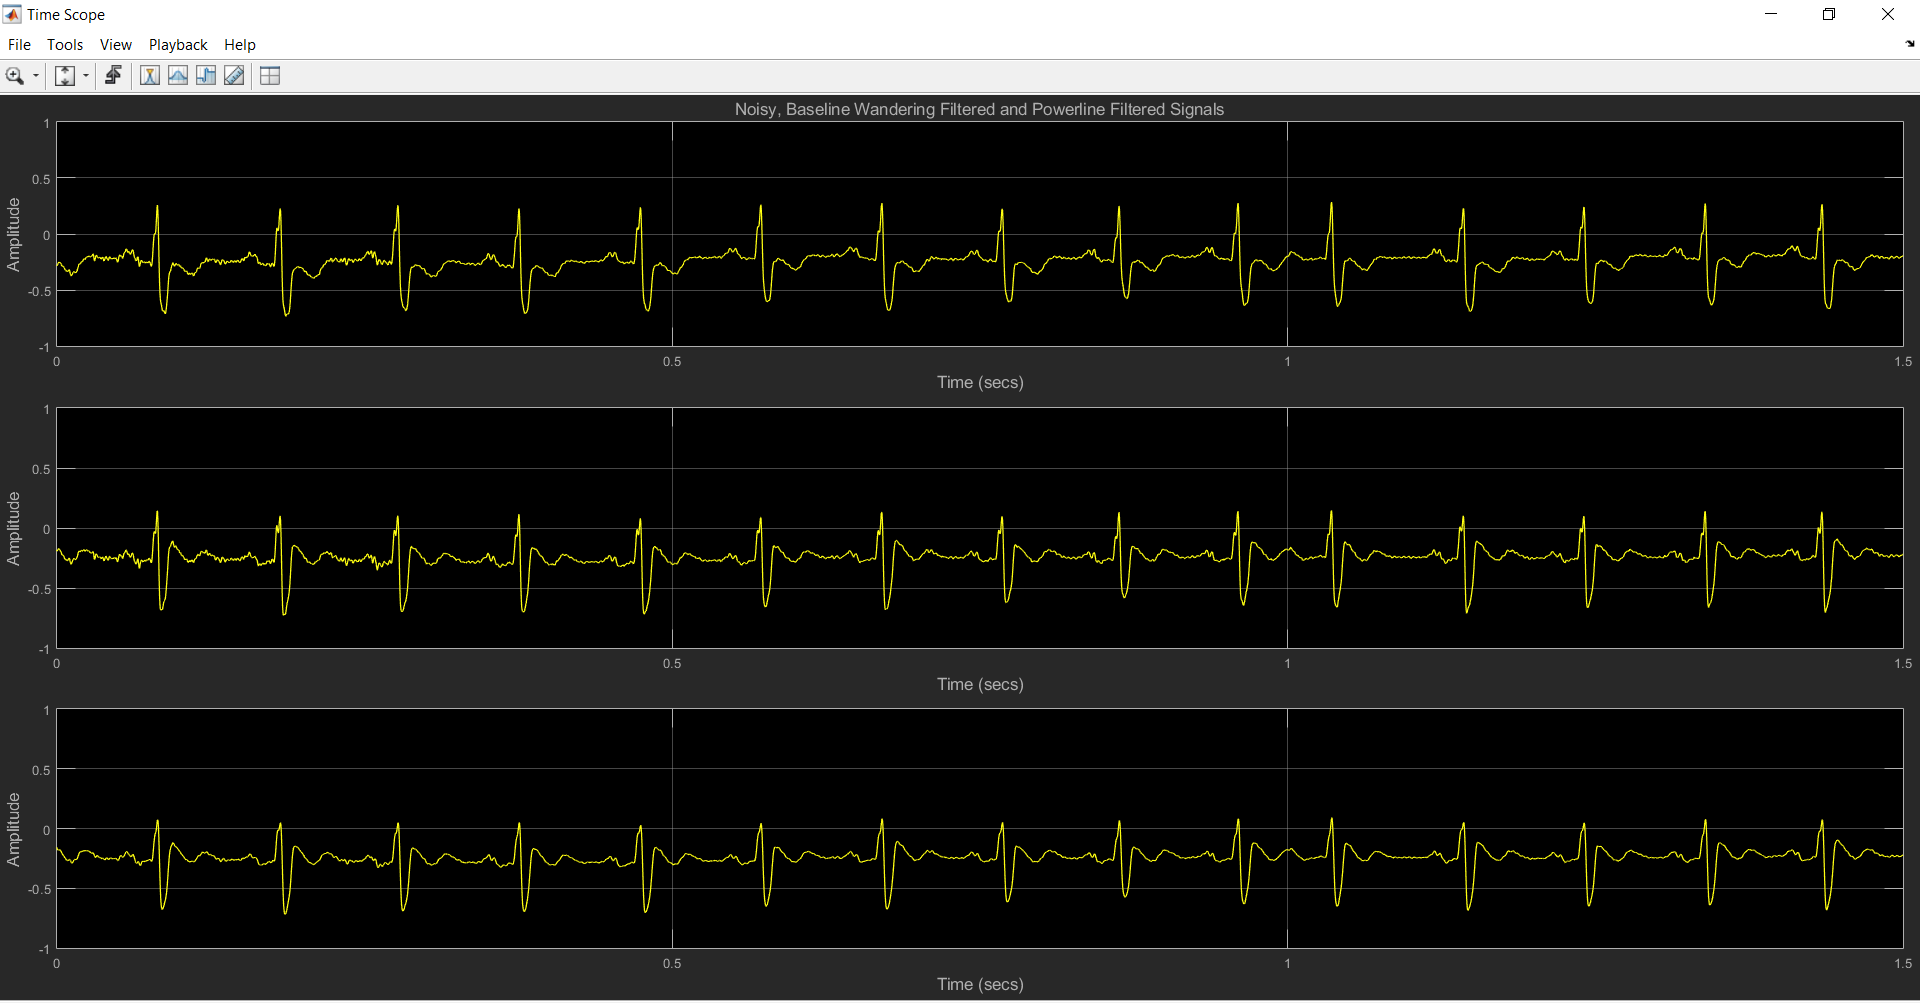 Time Scope
File Tools View Playback Help
Noisy, Baseline Wandering Filtered and Powerline Filtered Signals
1
0.5
0
-0.5
-1
Amplitude
0 0.5 1 1.5
Time (secs)
1
0.5
0
-0.5
-1
Amplitude
0 0.5 1 1.5
Time (secs)
1
0.5
0
-0.5
-1
Amplitude
0 0.5 1 1.5
Time (secs)